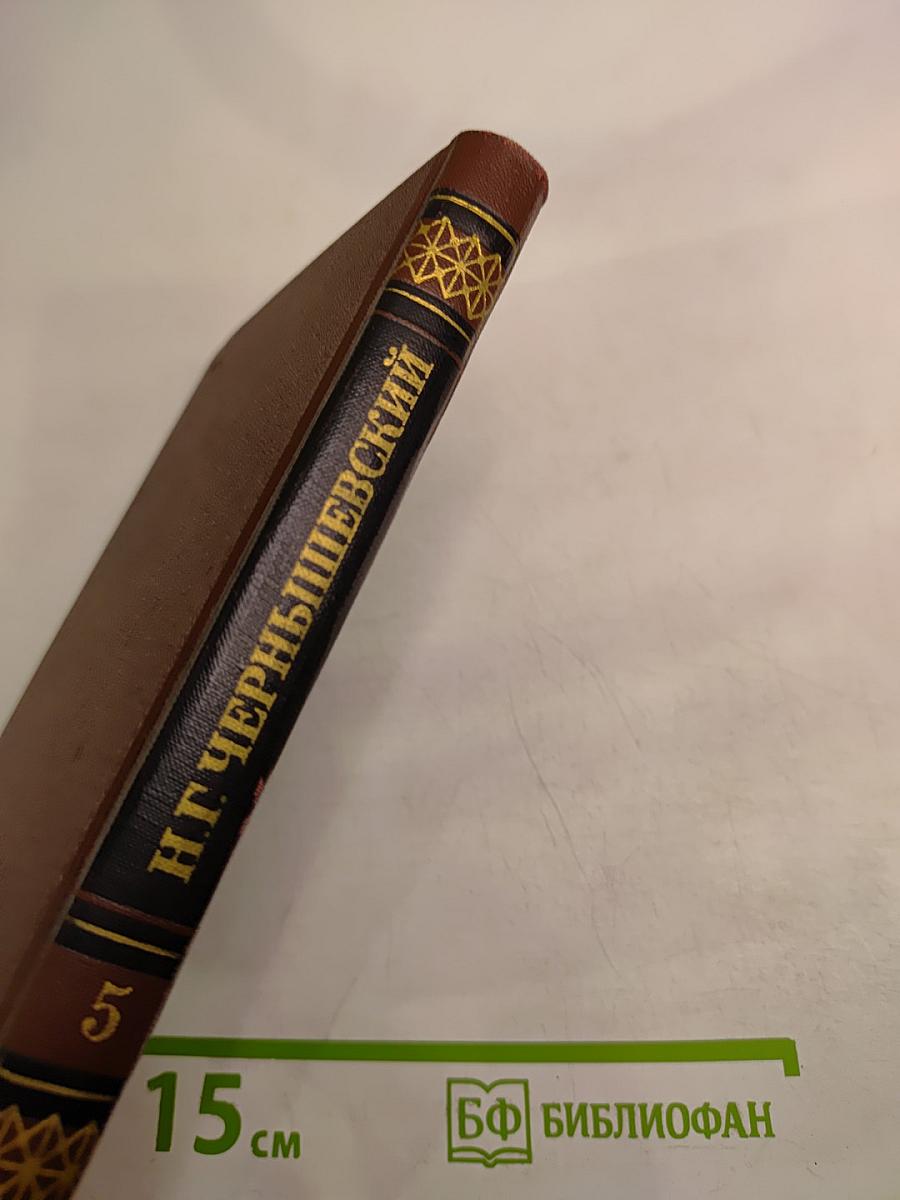 Н.Г. ЧЕРНЫШЕВСКИЙ
5
15 см
БФ БИБЛИОФАН